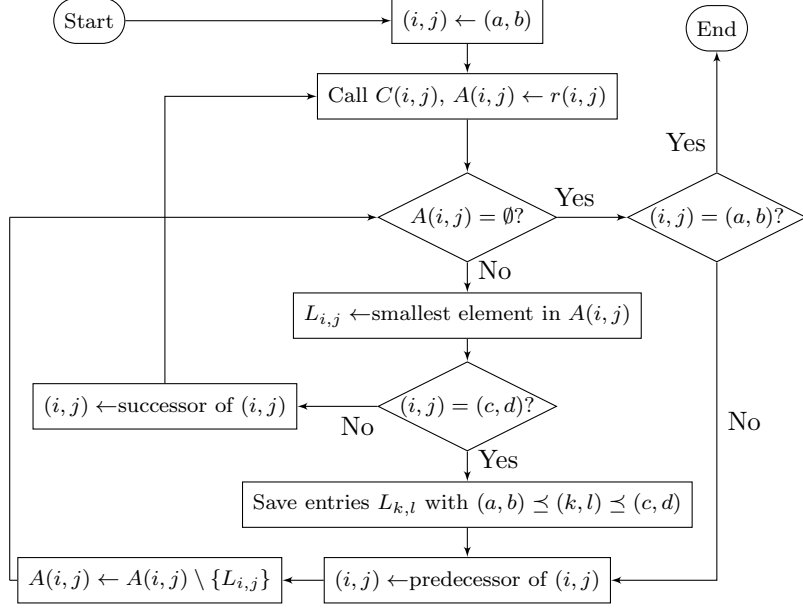 Start
(i, j) ← (a, b)
End
Call C(i, j), A(i, j) ← r(i, j)
Yes
A(i, j) = ∅?
Yes
(i, j) = (a, b)?
No
L_{i,j} ←smallest element in A(i, j)
(i, j) ←successor of (i, j)
(i, j) = (c, d)?
No
No
Yes
Save entries L_{k,l} with (a, b) ⪯ (k, l) ⪯ (c, d)
A(i, j) ← A(i, j) \ {L_{i,j}}
(i, j) ←predecessor of (i, j)